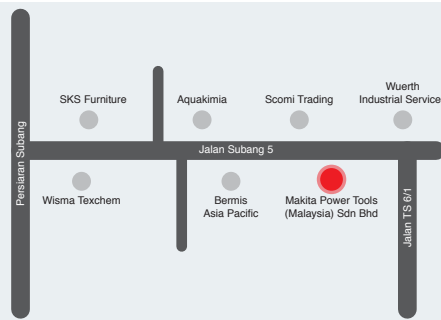 Wuerth
Industrial Service
SKS Furniture
Aquakimia
Scomi Trading
Persiaran Subang
Jalan Subang 5
Wisma Texchem
Bermis
Asia Pacific
Makita Power Tools
(Malaysia) Sdn Bhd
Jalan TS 6/1